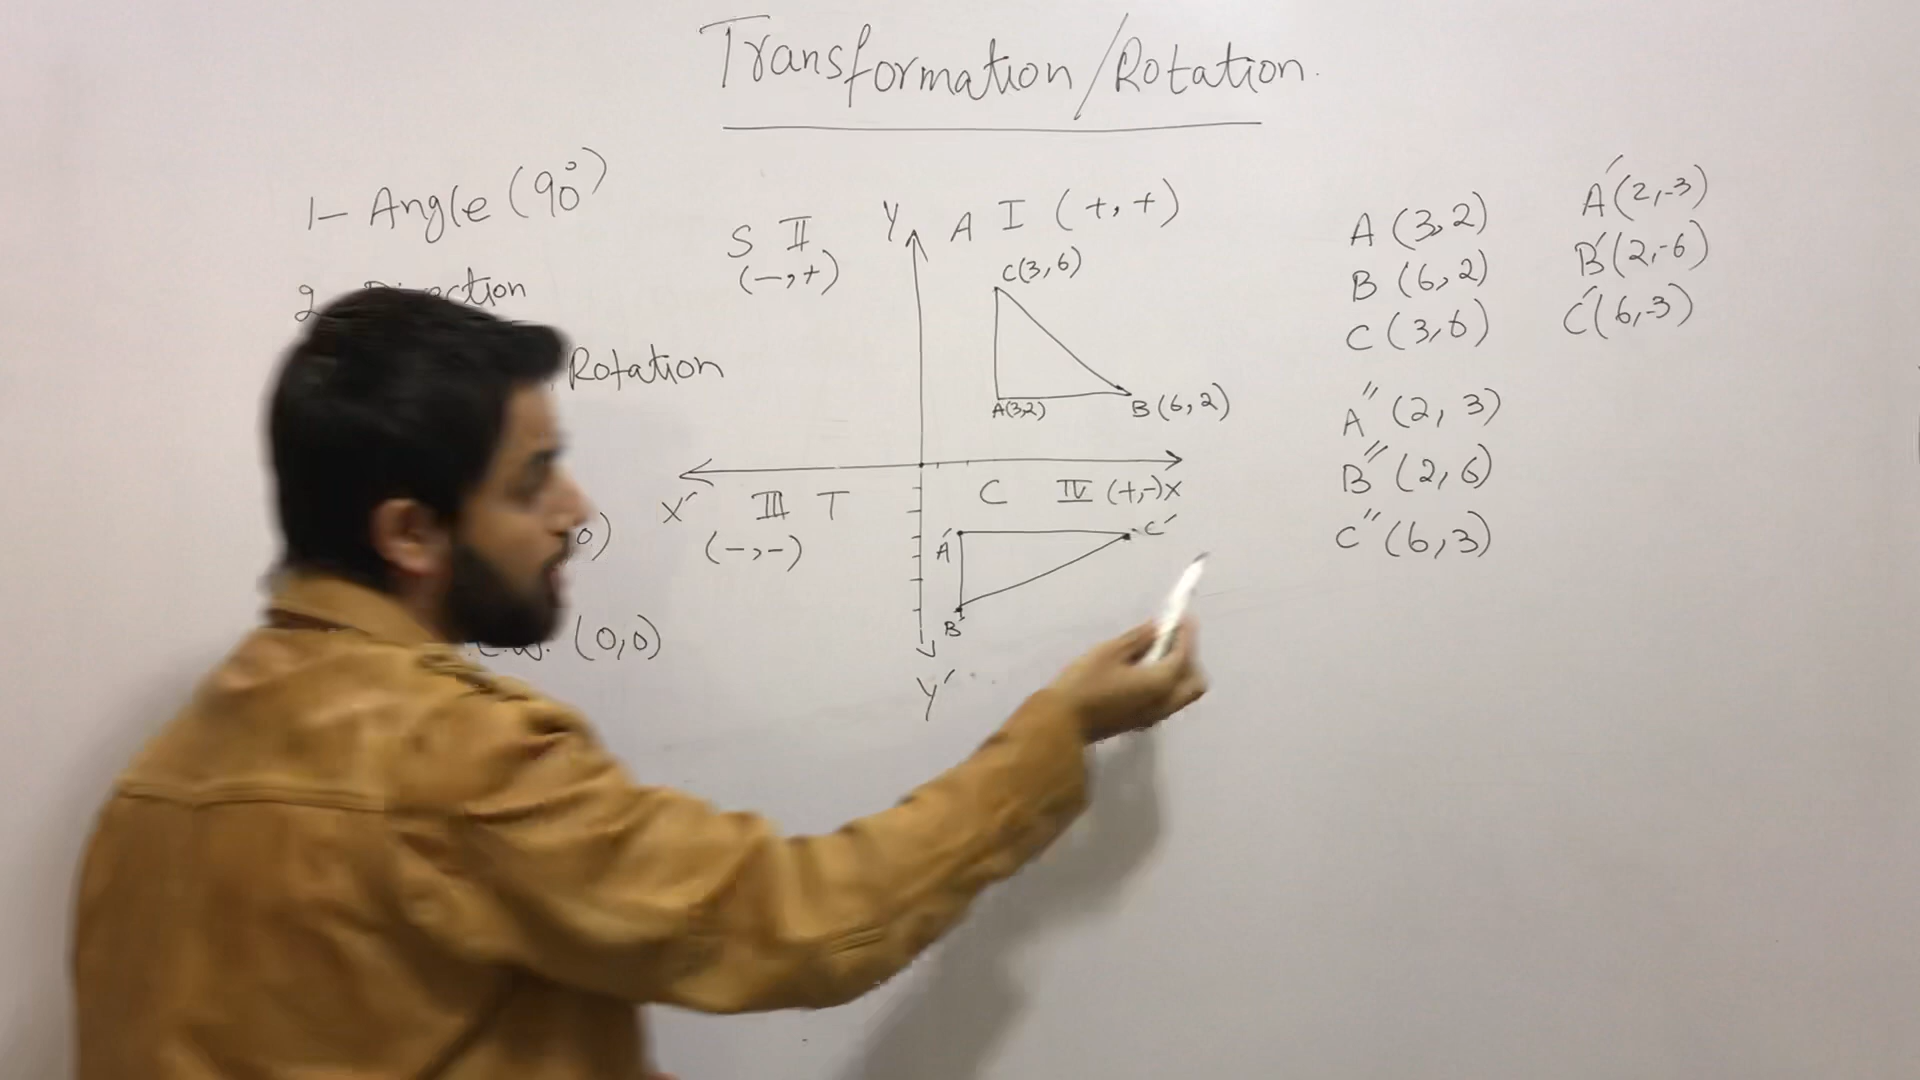 Transformation/Rotation.
1- Angle (90°)
2
Rotation
0)
(0,0)
S II
(-,+)
Y
A I (+,+)
C(3,6)
A(3,2)
B(6,2)
X'
III T
(-,-)
C IV (+,-)X
A'
C'
B'
Y'
A (3,2)
B (6,2)
C (3,6)
A'(2,-3)
B'(2,-6)
C'(6,-3)
A" (2, 3)
B" (2, 6)
C" (6,3)